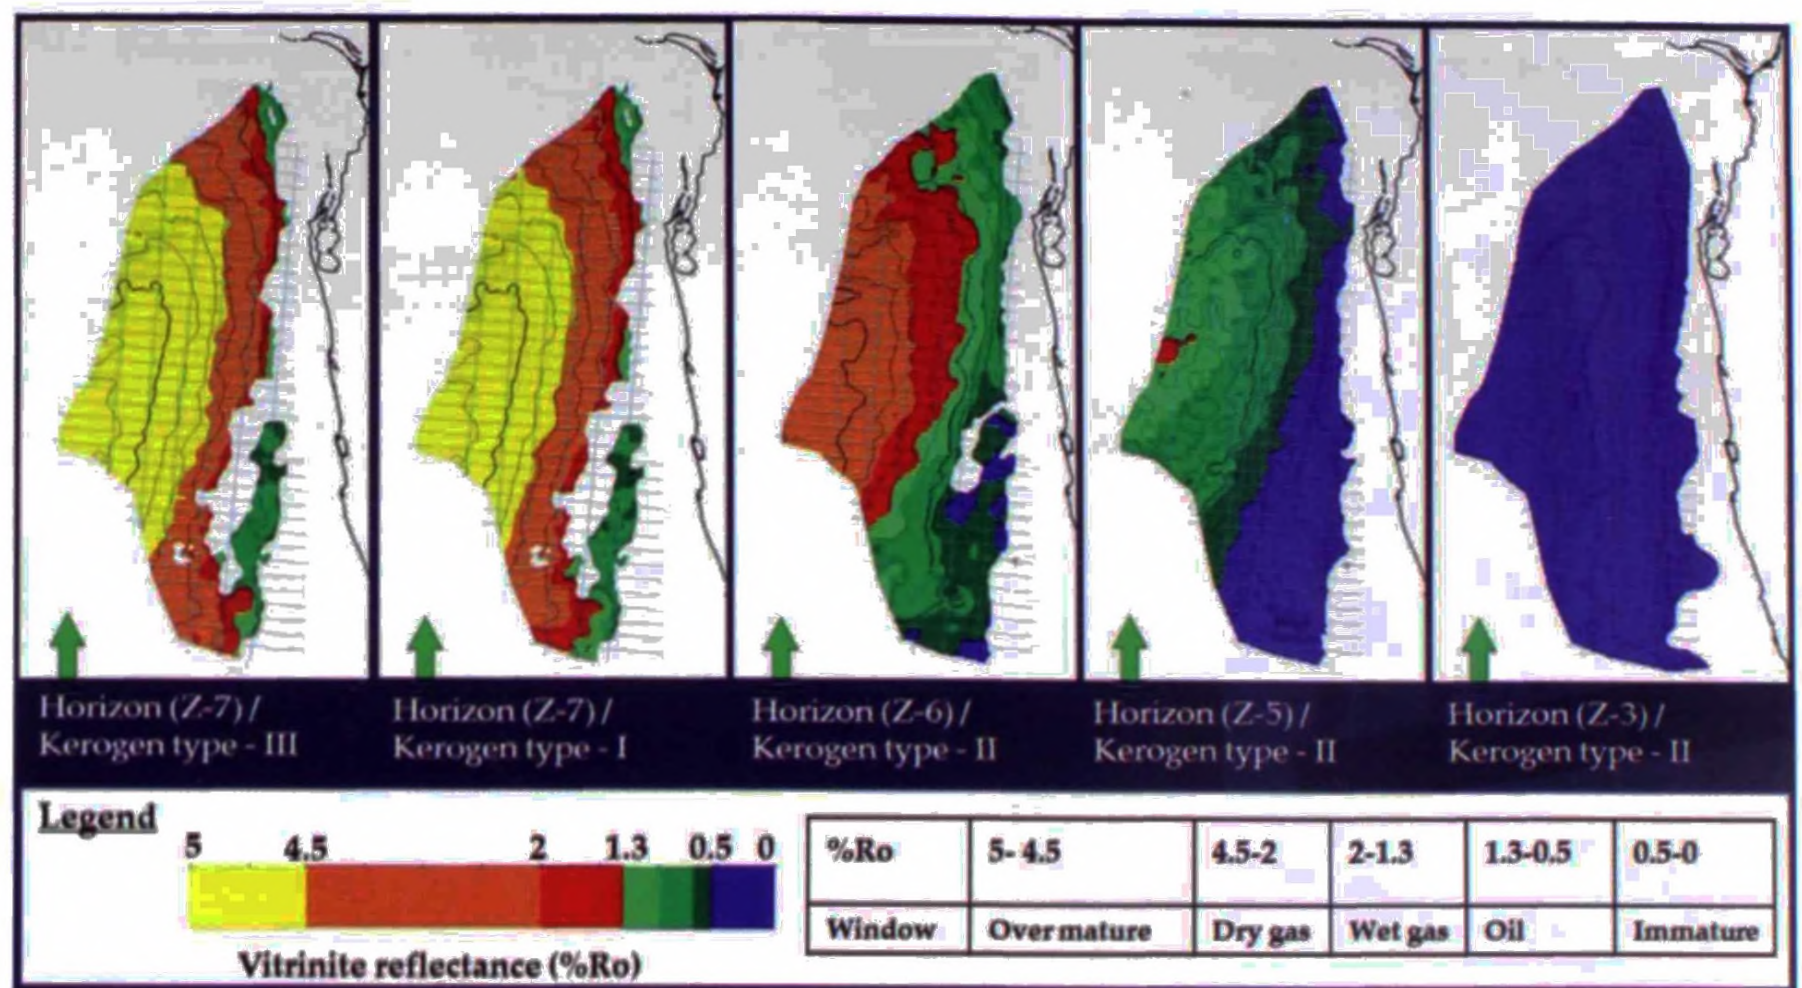 Horizon (Z-7)/
Kerogen type - III
Horizon (Z-7)/
Kerogen type - I
Horizon (Z-6)/
Kerogen type - II
Horizon (Z-5)/
Kerogen type - II
Horizon (Z-3)/
Kerogen type - II
Legend
5 4.5 2 1.3 0.5 0
Vitrinite reflectance (%Ro)
%Ro 5- 4.5 4.5-2 2-1.3 1.3-0.5 0.5-0
Window Over mature Dry gas Wet gas Oil Immature